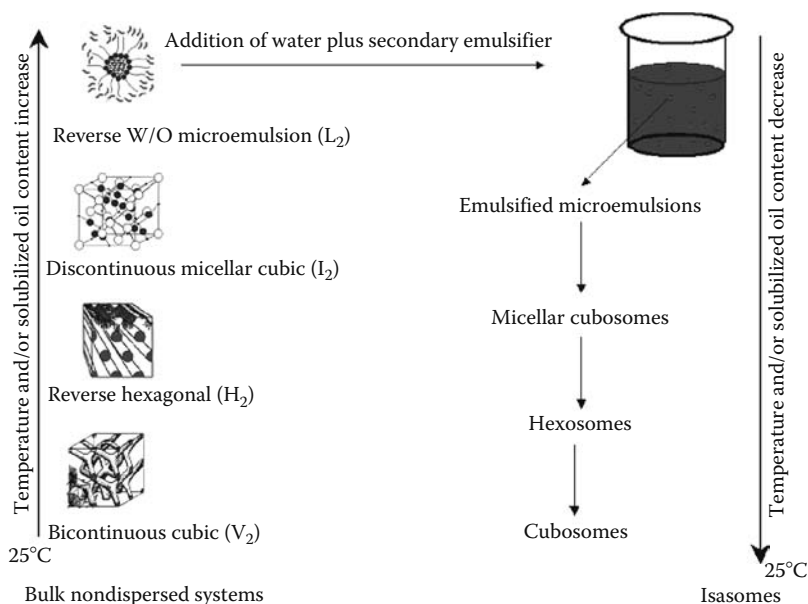 Addition of water plus secondary emulsifier
Temperature and/or solubilized oil content increase
Reverse W/O microemulsion (L₂)
Discontinuous micellar cubic (I₂)
Reverse hexagonal (H₂)
Bicontinuous cubic (V₂)
25°C
Bulk nondispersed systems
Emulsified microemulsions
Micellar cubosomes
Hexosomes
Cubosomes
Temperature and/or solubilized oil content decrease
25°C
Isasomes